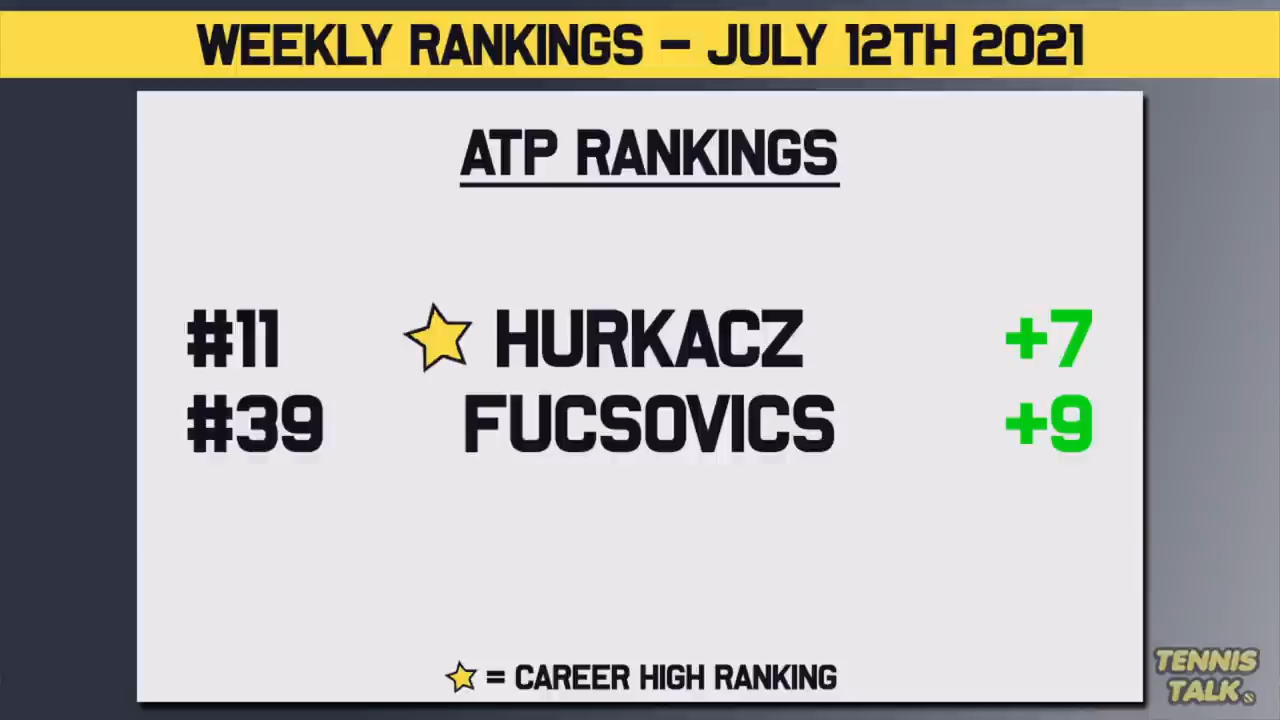 WEEKLY RANKINGS – JULY 12TH 2021
ATP RANKINGS
#11 HURKACZ +7
#39 FUCSOVICS +9
= CAREER HIGH RANKING
TENNIS
TALK